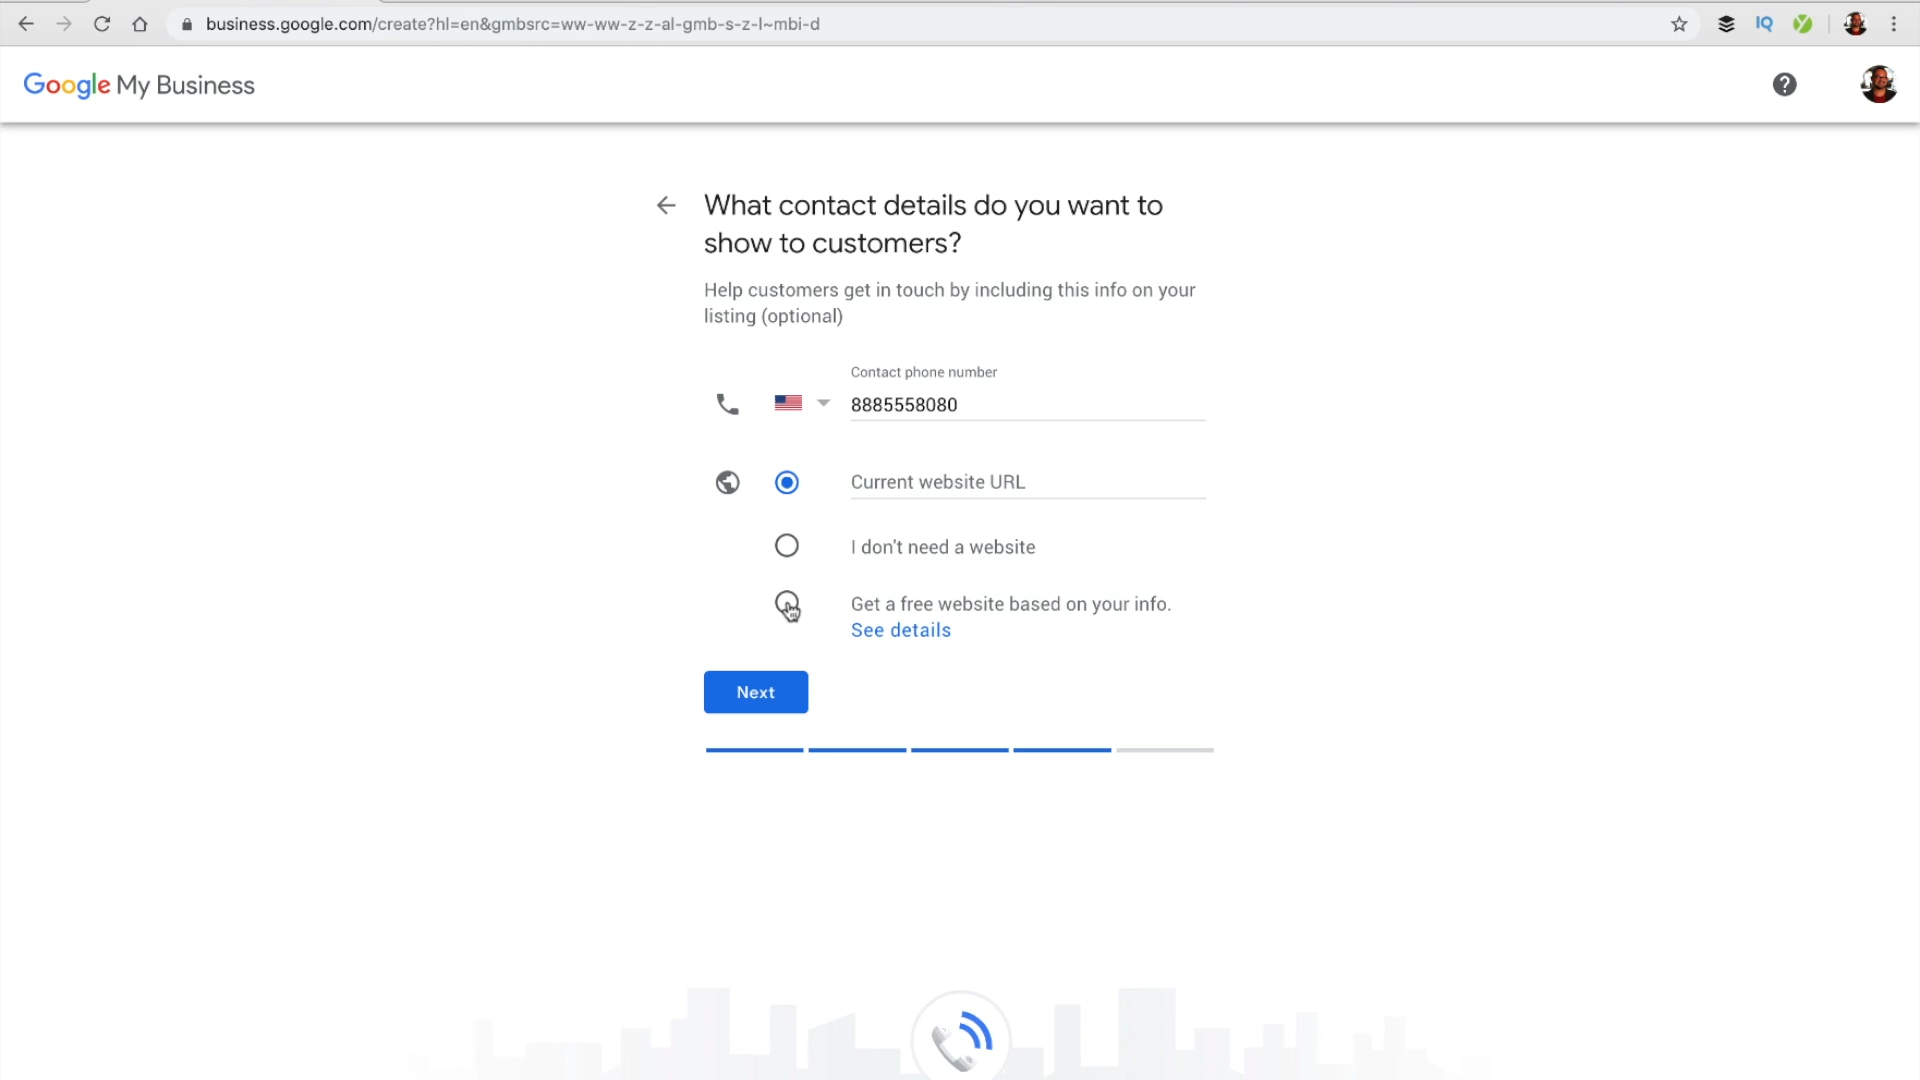 business.google.com/create?hl=en&gmbsrc=ww-ww-z-z-al-gmb-s-z-l~mbi-d
IQ
Google My Business
?
What contact details do you want to
show to customers?
Help customers get in touch by including this info on your
listing (optional)
Contact phone number
8885558080
Current website URL
I don't need a website
Get a free website based on your info.
See details
Next